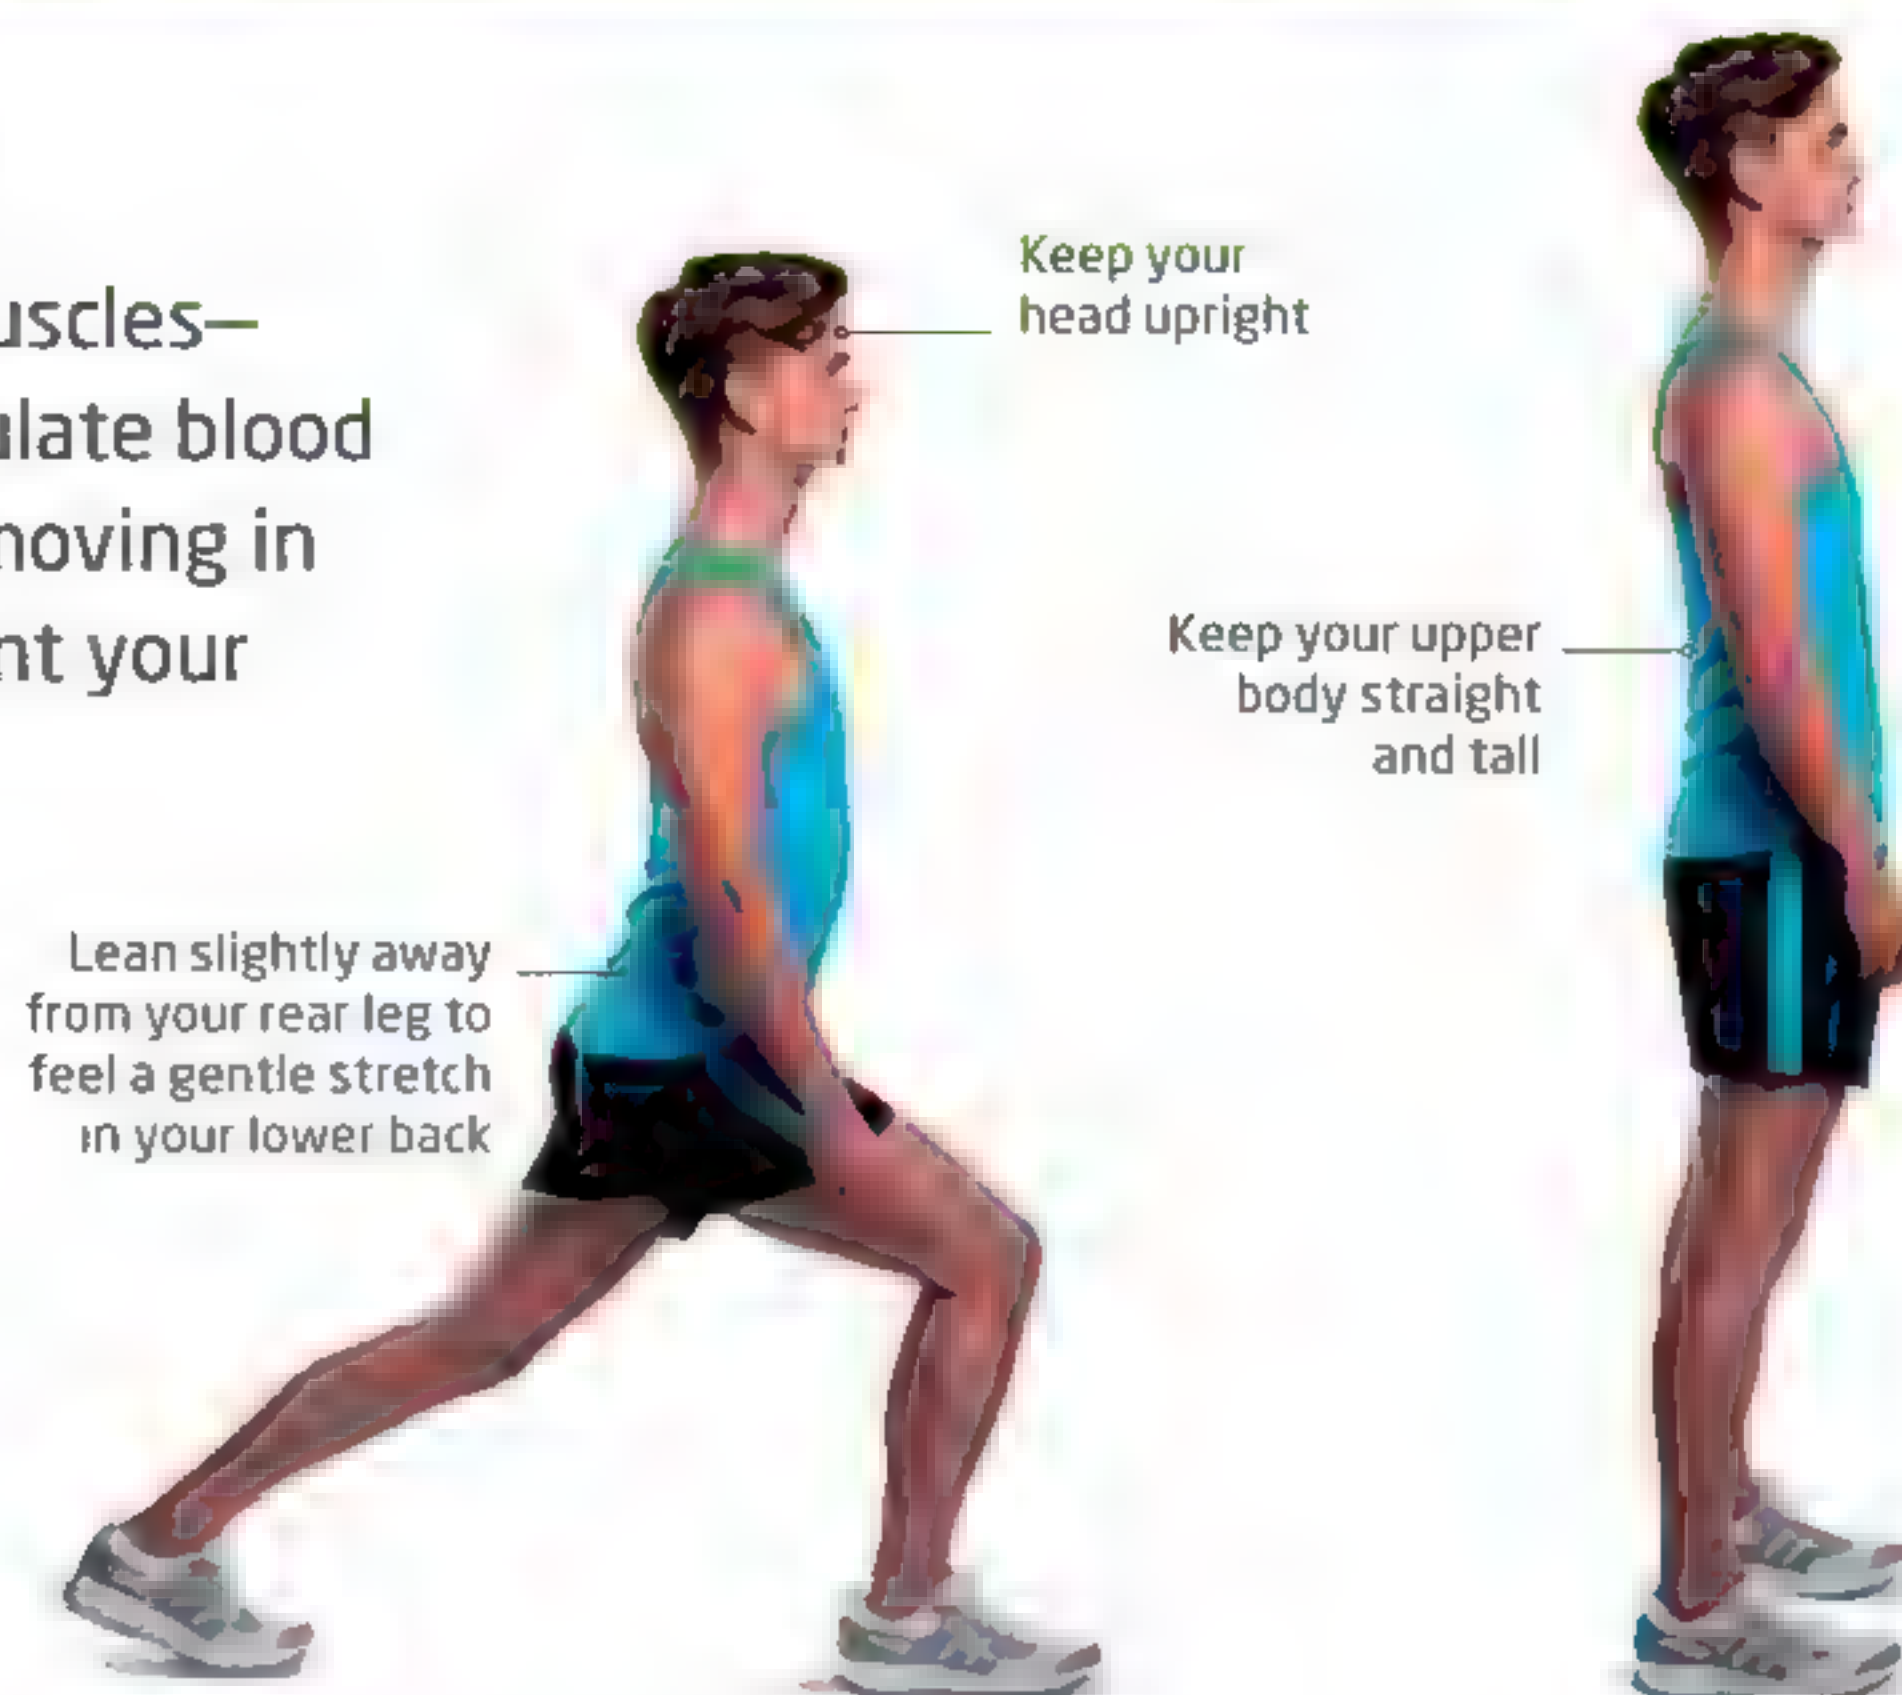 uscles—
ulate blood
moving in
nt your
Keep your
head upright
Keep your upper
body straight
and tall
Lean slightly away
from your rear leg to
feel a gentle stretch
in your lower back